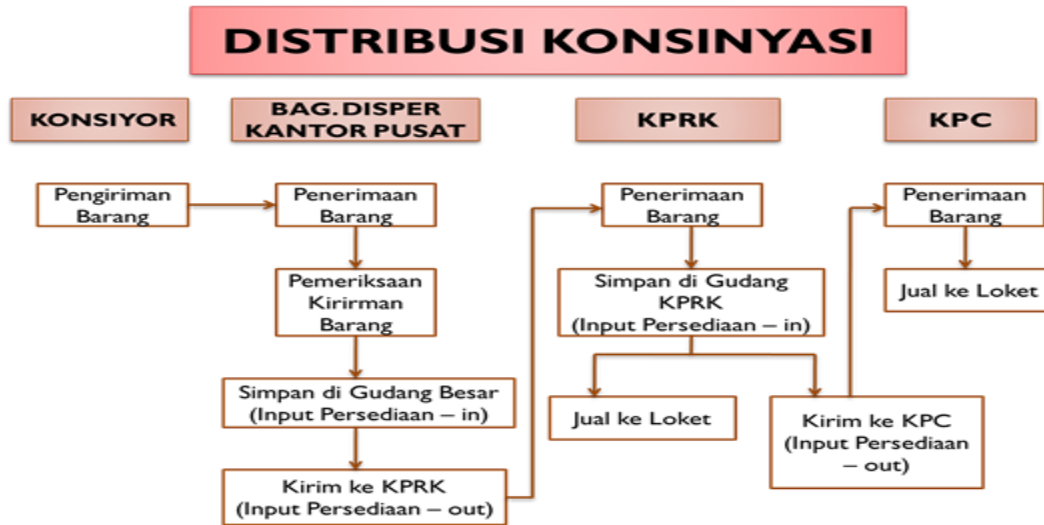 DISTRIBUSI KONSINYASI
KONSIYOR
BAG. DISPER
KANTOR PUSAT
KPRK
KPC
Pengiriman
Barang
Penerimaan
Barang
Pemeriksaan
Kirirman
Barang
Simpan di Gudang Besar
(Input Persediaan – in)
Kirim ke KPRK
(Input Persediaan – out)
Penerimaan
Barang
Simpan di Gudang
KPRK
(Input Persediaan – in)
Jual ke Loket
Kirim ke KPC
(Input Persediaan
– out)
Penerimaan
Barang
Jual ke Loket